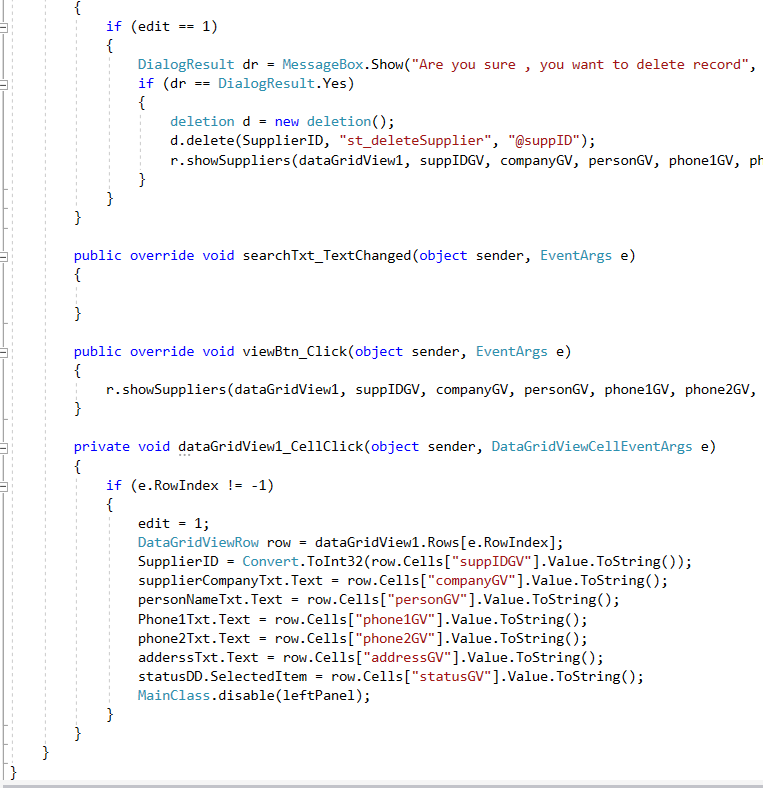 {
if (edit == 1)
{
DialogResult dr = MessageBox.Show("Are you sure , you want to delete record",
if (dr == DialogResult.Yes)
{
deletion d = new deletion();
d.delete(SupplierID, "st_deleteSupplier", "@suppID");
r.showSuppliers(dataGridView1, suppIDGV, companyGV, personGV, phone1GV, ph
}
}
}
public override void searchTxt_TextChanged(object sender, EventArgs e)
{
}
public override void viewBtn_Click(object sender, EventArgs e)
{
r.showSuppliers(dataGridView1, suppIDGV, companyGV, personGV, phone1GV, phone2GV,
}
private void dataGridView1_CellClick(object sender, DataGridViewCellEventArgs e)
{
if (e.RowIndex != -1)
{
edit = 1;
DataGridViewRow row = dataGridView1.Rows[e.RowIndex];
SupplierID = Convert.ToInt32(row.Cells["suppIDGV"].Value.ToString());
supplierCompanyTxt.Text = row.Cells["companyGV"].Value.ToString();
personNameTxt.Text = row.Cells["personGV"].Value.ToString();
Phone1Txt.Text = row.Cells["phone1GV"].Value.ToString();
phone2Txt.Text = row.Cells["phone2GV"].Value.ToString();
adderssTxt.Text = row.Cells["addressGV"].Value.ToString();
statusDD.SelectedItem = row.Cells["statusGV"].Value.ToString();
MainClass.disable(leftPanel);
}
}
}
}